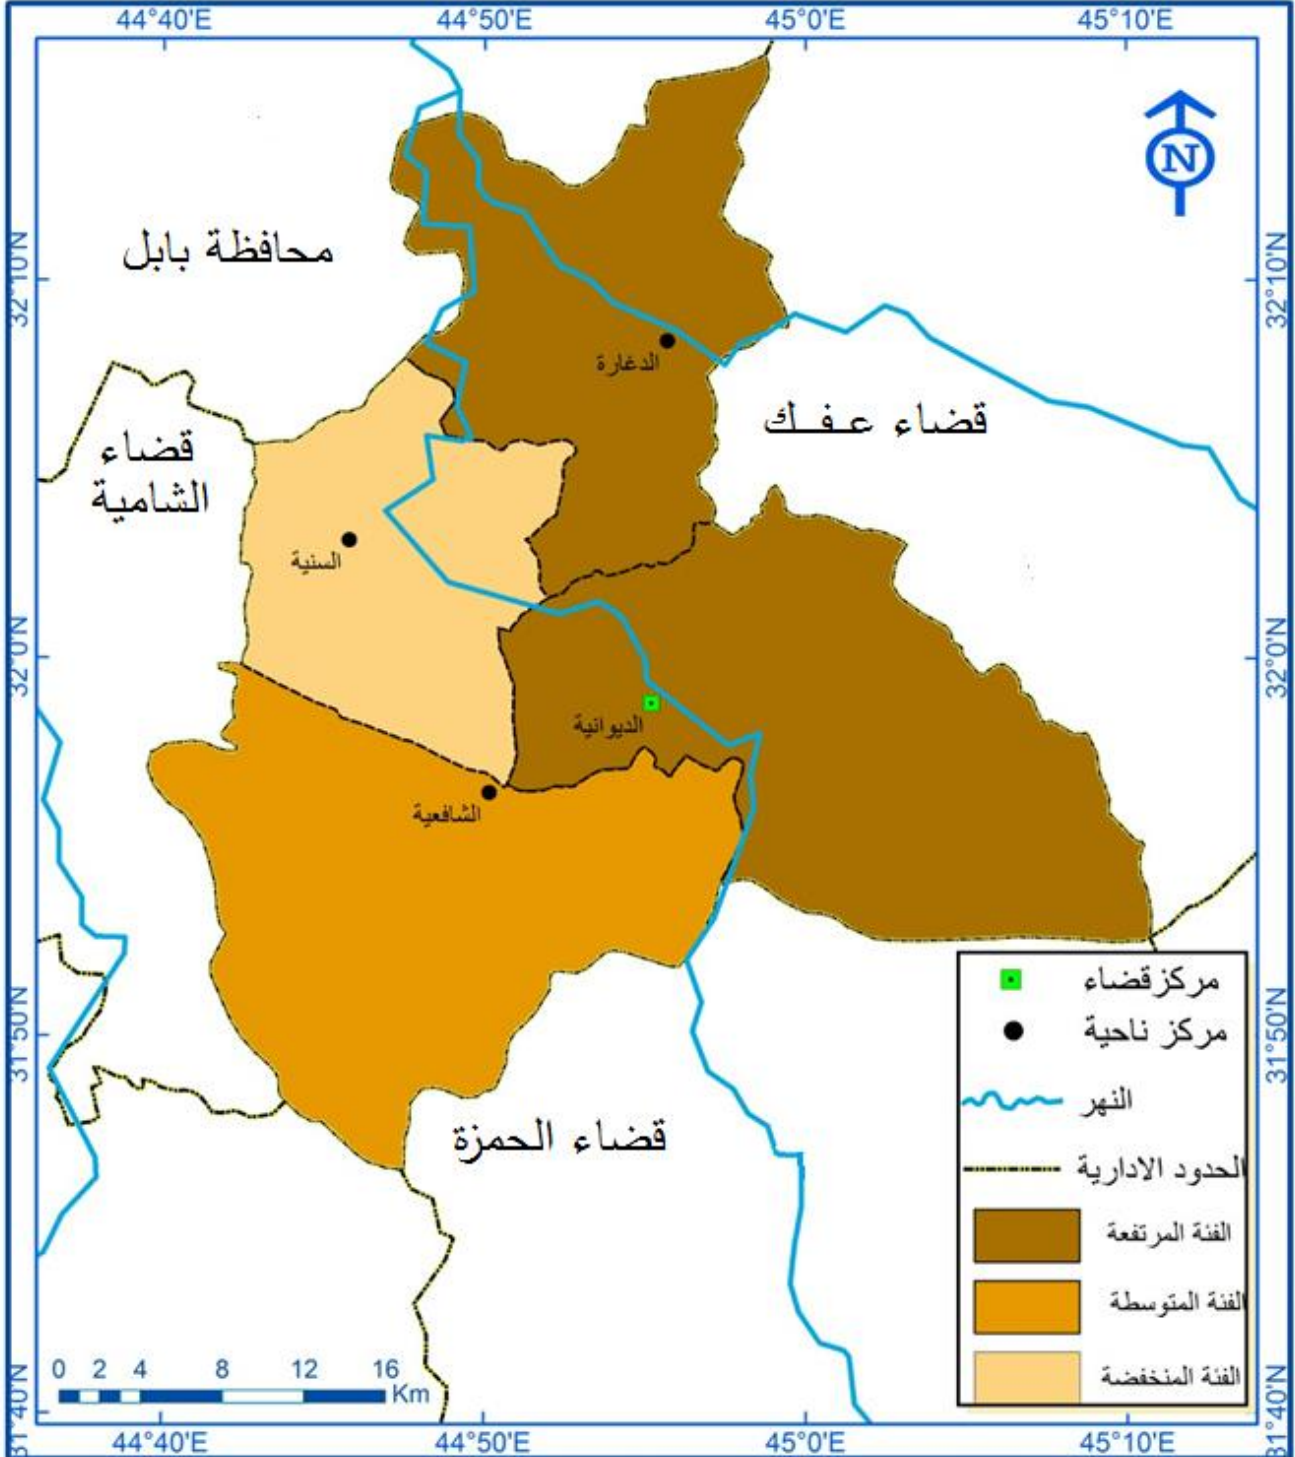 44°40'E 44°50'E 45°0'E 45°10'E
محافظة بابل
32°10'N 32°10'N
الدغارة
قضاء عـفـك
قضاء
الشامية
السنية
32°0'N 32°0'N
الديوانية
الشافعية
N
مركزقضاء
مركز ناحية
31°50'N 31°50'N
النهر
قضاء الحمزة
الحدود الادارية
الفئة المرتفعة
الفئة المتوسطة
الفئة المنخفضة
0 2 4 8 12 16
Km
31°40'N 31°40'N
44°40'E 44°50'E 45°0'E 45°10'E